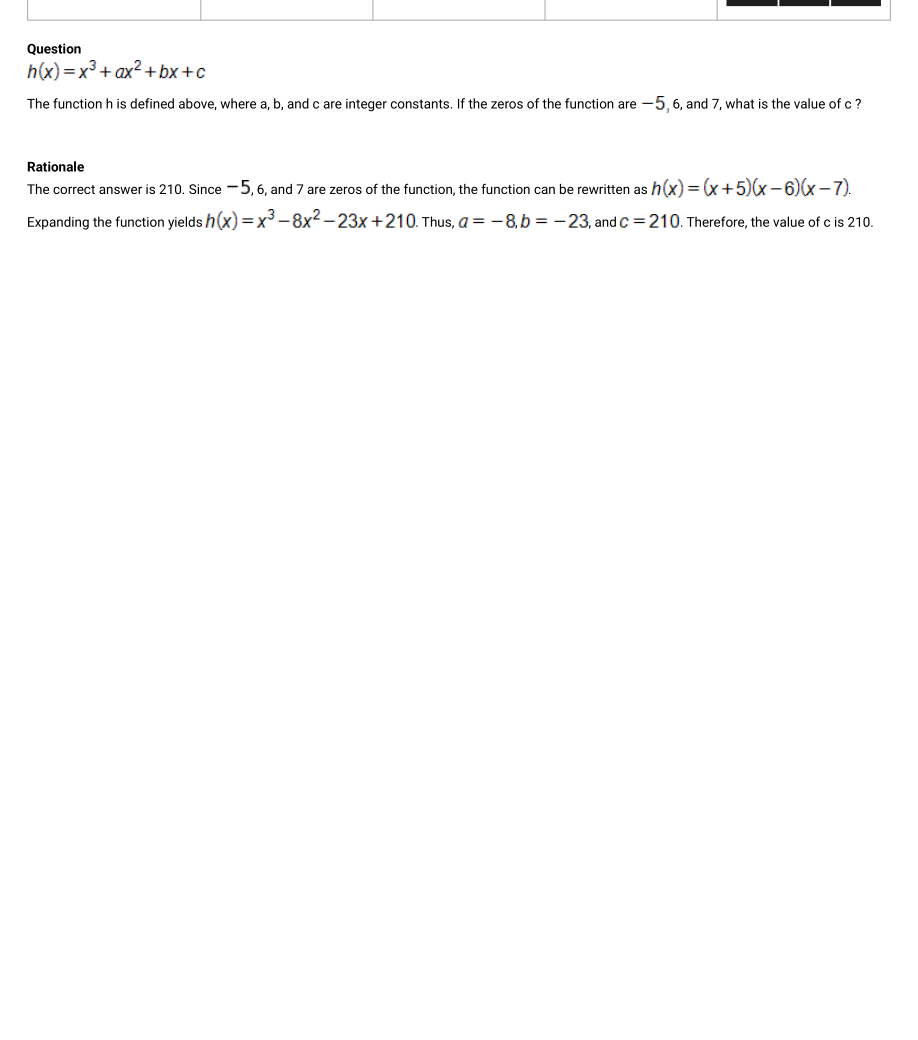 Question
h(x) = x³ + ax² + bx + c
The function h is defined above, where a, b, and c are integer constants. If the zeros of the function are −5, 6, and 7, what is the value of c ?
Rationale
The correct answer is 210. Since −5, 6, and 7 are zeros of the function, the function can be rewritten as h(x) = (x + 5)(x − 6)(x − 7).
Expanding the function yields h(x) = x³ − 8x² − 23x + 210. Thus, a = −8, b = −23, and c = 210. Therefore, the value of c is 210.